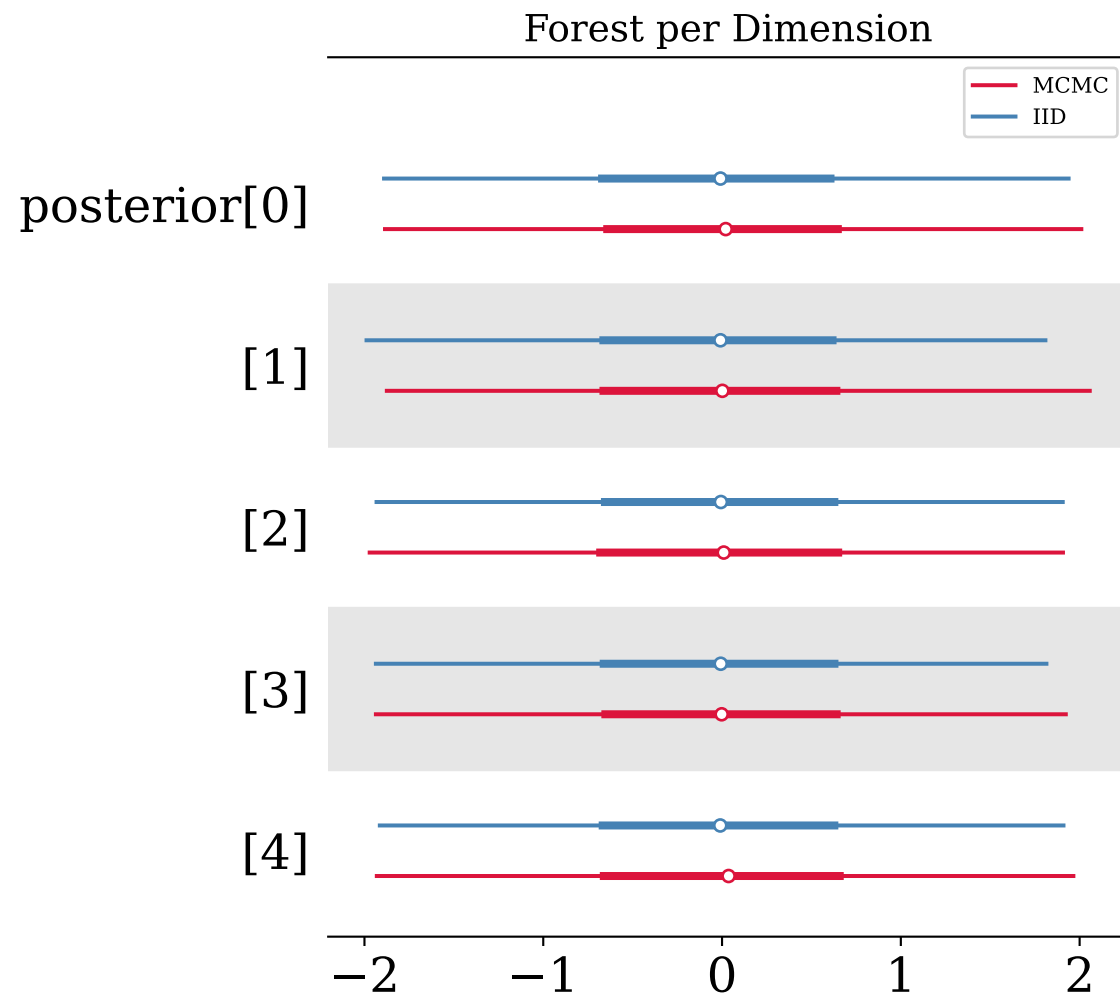 Forest per Dimension
MCMC
IID
posterior[0]
[1]
[2]
[3]
[4]
−2 −1 0 1 2